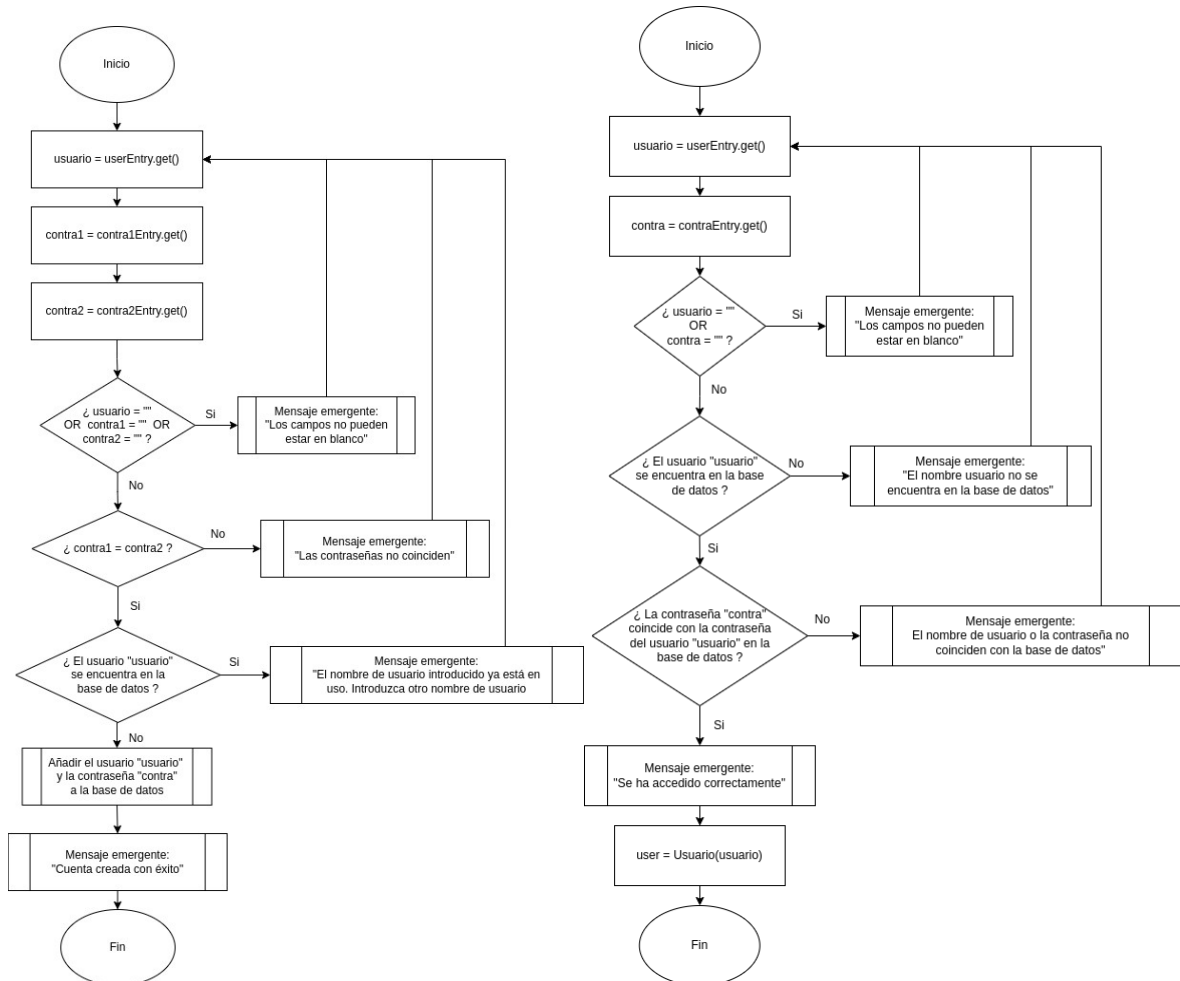 Inicio
usuario = userEntry.get()
contra1 = contra1Entry.get()
contra2 = contra2Entry.get()
¿ usuario = ""
OR contra1 = "" OR
contra2 = "" ?
Si
Mensaje emergente:
"Los campos no pueden
estar en blanco"
No
¿ contra1 = contra2 ?
No
Mensaje emergente:
"Las contraseñas no coinciden"
Si
¿ El usuario "usuario"
se encuentra en la
base de datos ?
Si
Mensaje emergente:
"El nombre de usuario introducido ya está en
uso. Introduzca otro nombre de usuario
No
Añadir el usuario "usuario"
y la contraseña "contra"
a la base de datos
Mensaje emergente:
"Cuenta creada con éxito"
Fin
Inicio
usuario = userEntry.get()
contra = contraEntry.get()
¿ usuario = ""
OR
contra = "" ?
Si
Mensaje emergente:
"Los campos no pueden
estar en blanco"
No
¿ El usuario "usuario"
se encuentra en la base
de datos ?
No
Mensaje emergente:
"El nombre usuario no se
encuentra en la base de datos"
Si
¿ La contraseña "contra"
coincide con la contraseña
del usuario "usuario" en la
base de datos ?
No
Mensaje emergente:
El nombre de usuario o la contraseña no
coinciden con la base de datos"
Si
Mensaje emergente:
"Se ha accedido correctamente"
user = Usuario(usuario)
Fin